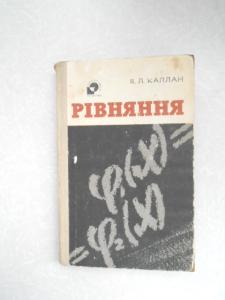 Я. Л. КАПЛАН
РІВНЯННЯ
φ₁(x) =
= φ₂(x)